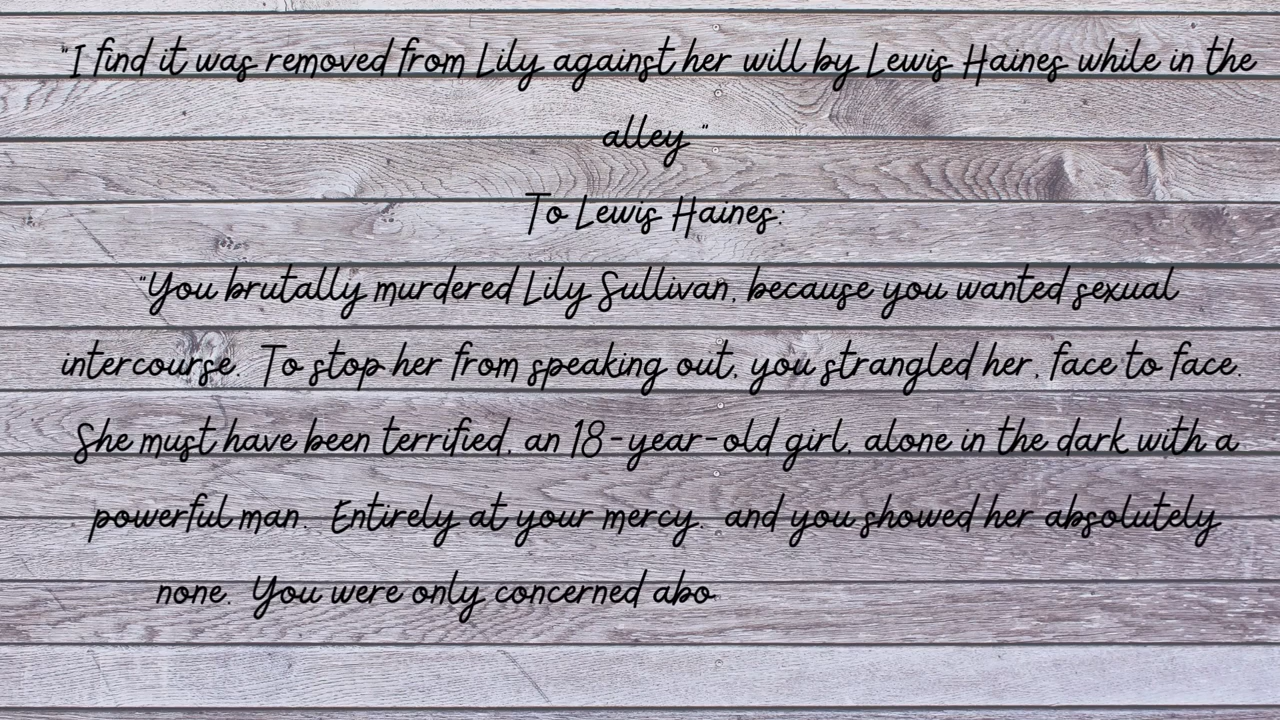 "I find it was removed from Lily against her will by Lewis Haines while in the
alley "
To Lewis Haines:
"You brutally murdered Lily Sullivan, because you wanted sexual
intercourse. To stop her from speaking out, you strangled her, face to face.
She must have been terrified, an 18-year-old girl, alone in the dark with a
powerful man. Entirely at your mercy. and you showed her absolutely
none. You were only concerned abo